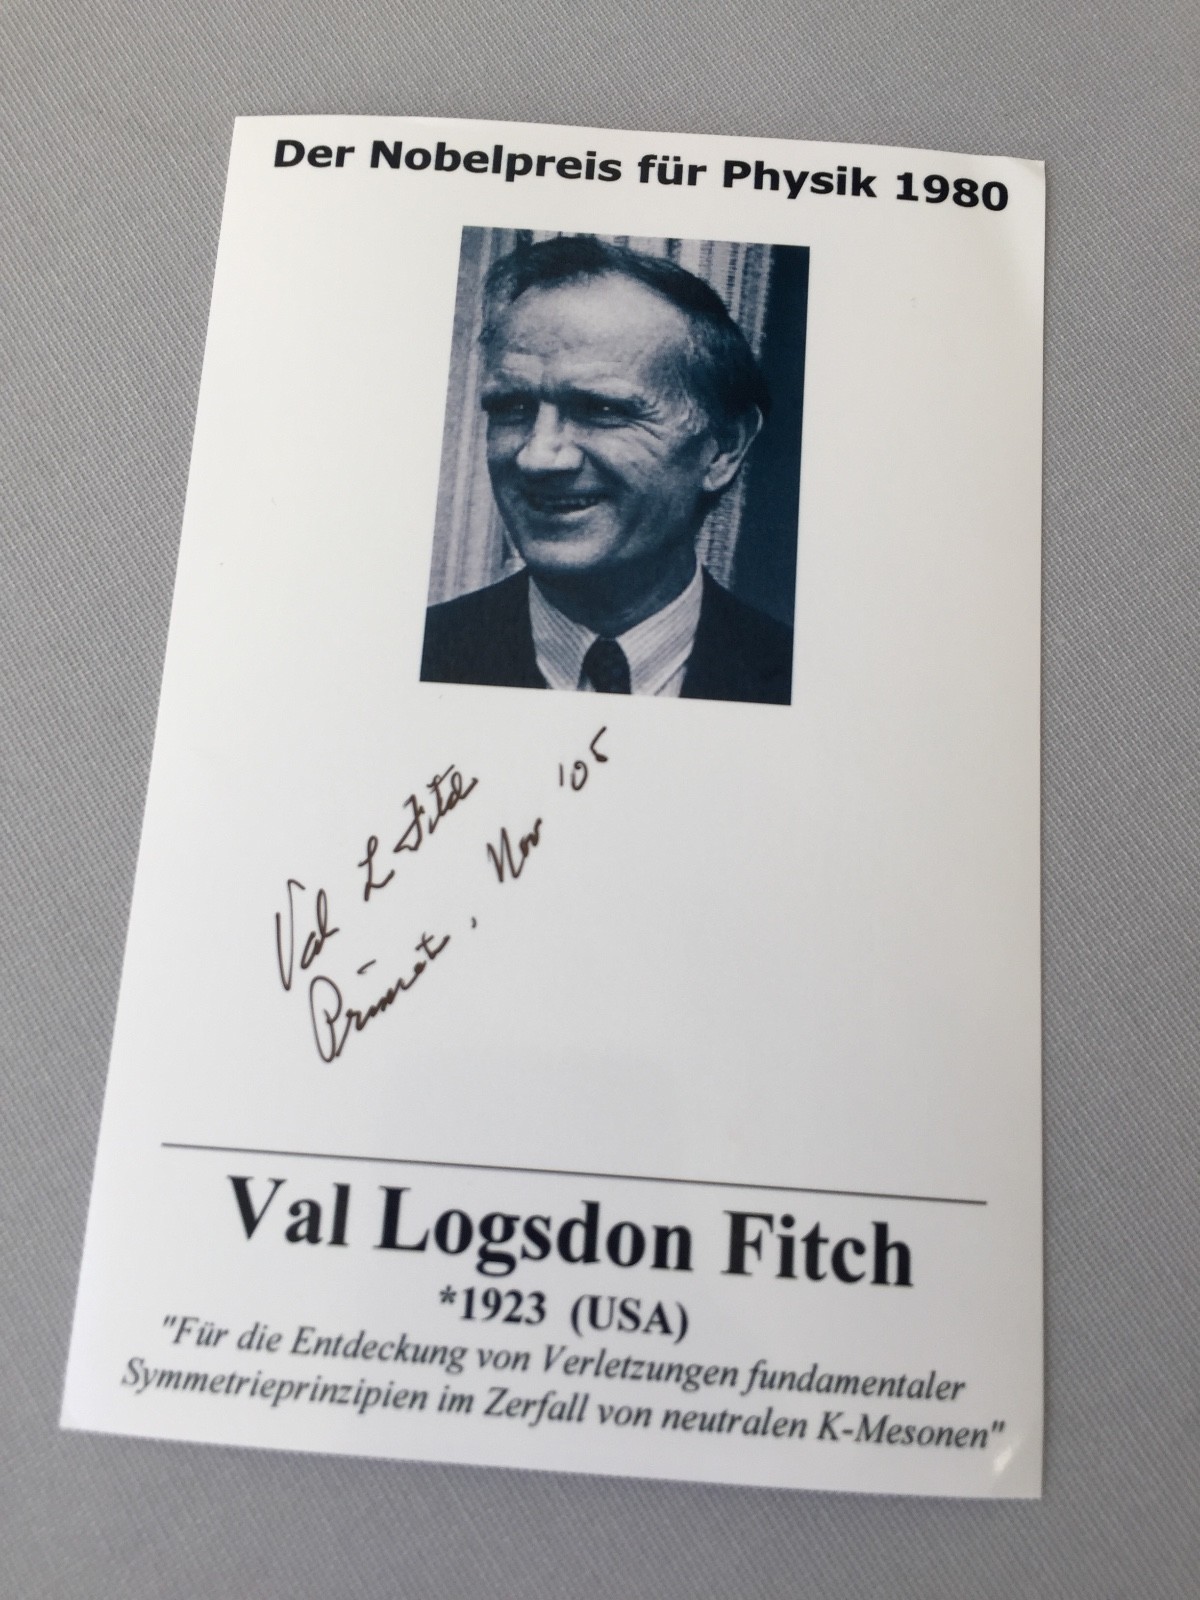 Der Nobelpreis für Physik 1980
Val L Fitch
Nov '05
Val Logsdon Fitch
*1923 (USA)
"Für die Entdeckung von Verletzungen fundamentaler
Symmetrieprinzipien im Zerfall von neutralen K-Mesonen"